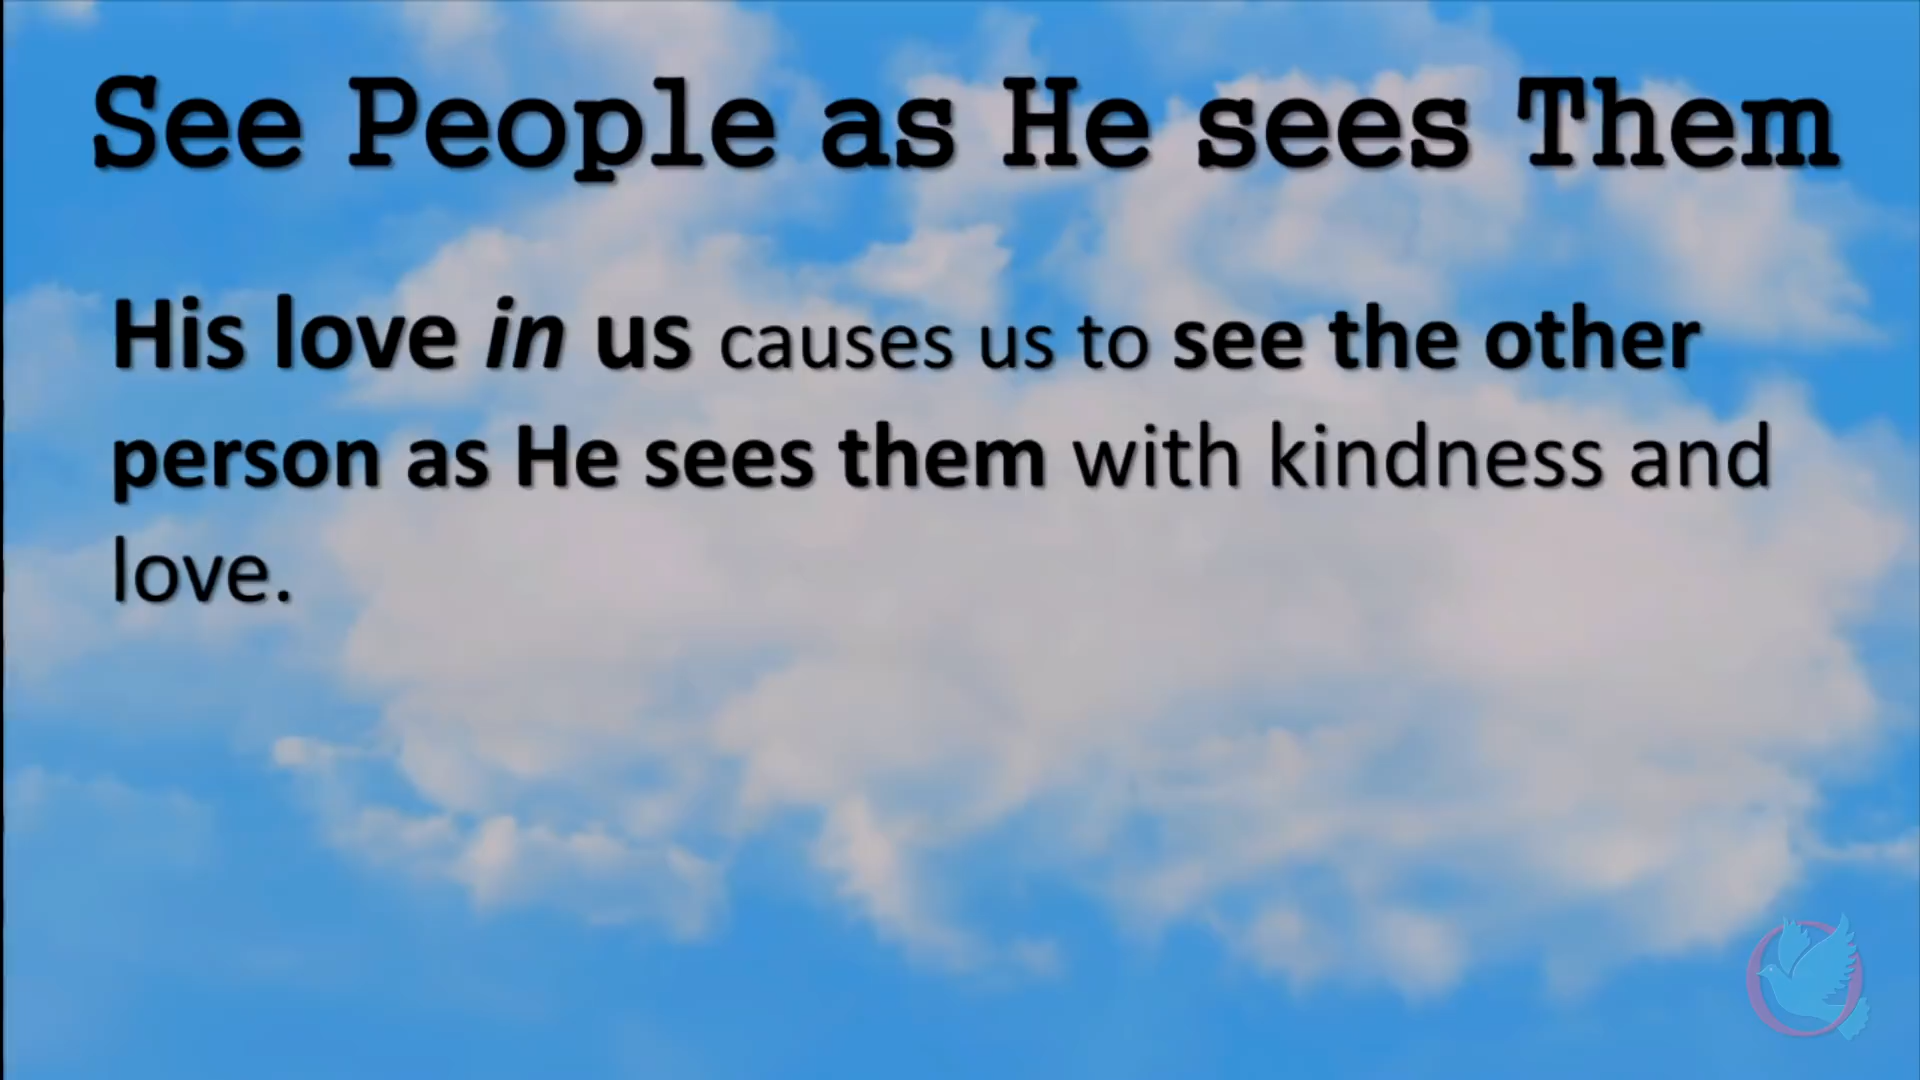 See People as He sees Them
His love in us causes us to see the other
person as He sees them with kindness and
love.